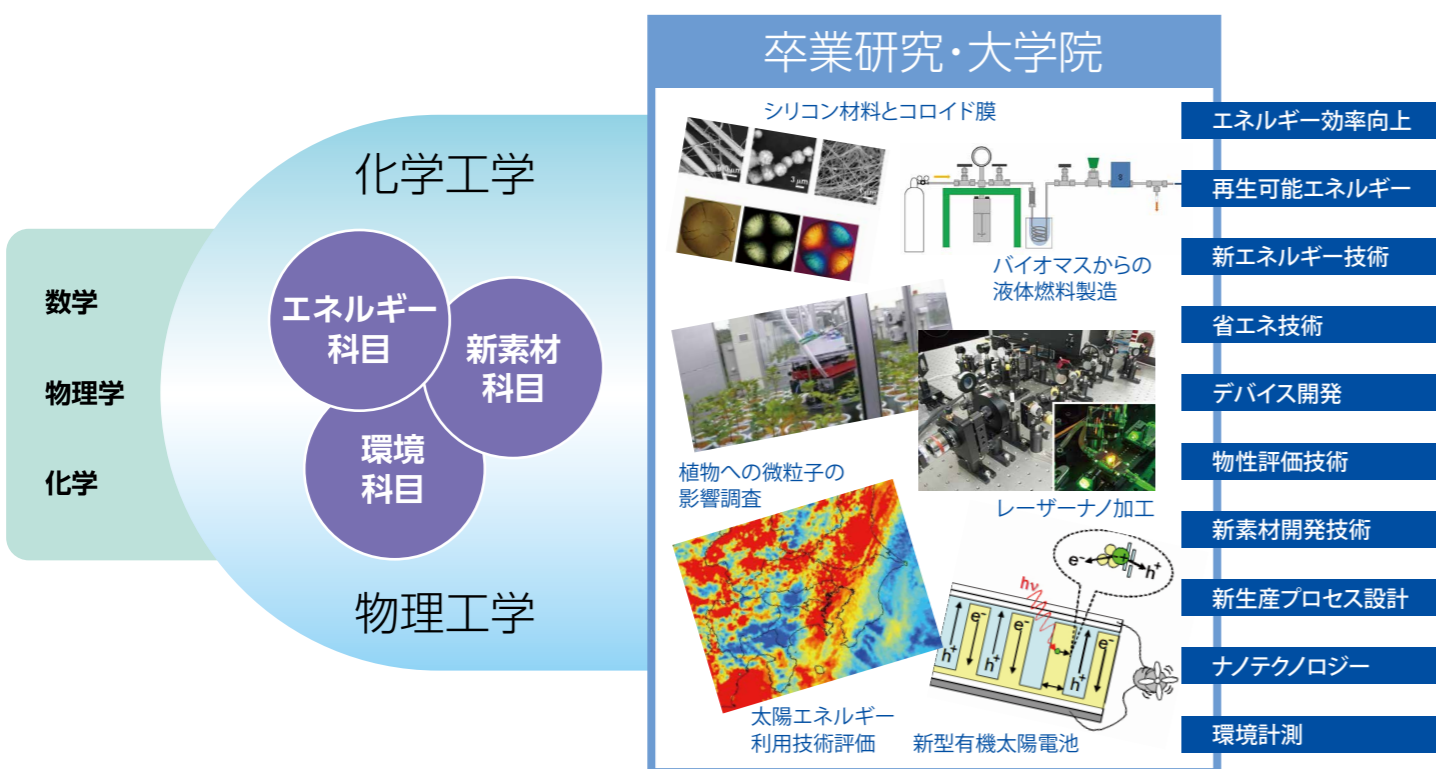 数学
物理学
化学
化学工学
エネルギー
科目
新素材
科目
環境
科目
物理工学
卒業研究・大学院
シリコン材料とコロイド膜
3 μm
バイオマスからの
液体燃料製造
植物への微粒子の
影響調査
レーザーナノ加工
太陽エネルギー
利用技術評価
新型有機太陽電池
hν
e⁻
h⁺
e⁻
h⁺
e⁻
h⁺
e⁻
h⁺
エネルギー効率向上
再生可能エネルギー
新エネルギー技術
省エネ技術
デバイス開発
物性評価技術
新素材開発技術
新生産プロセス設計
ナノテクノロジー
環境計測